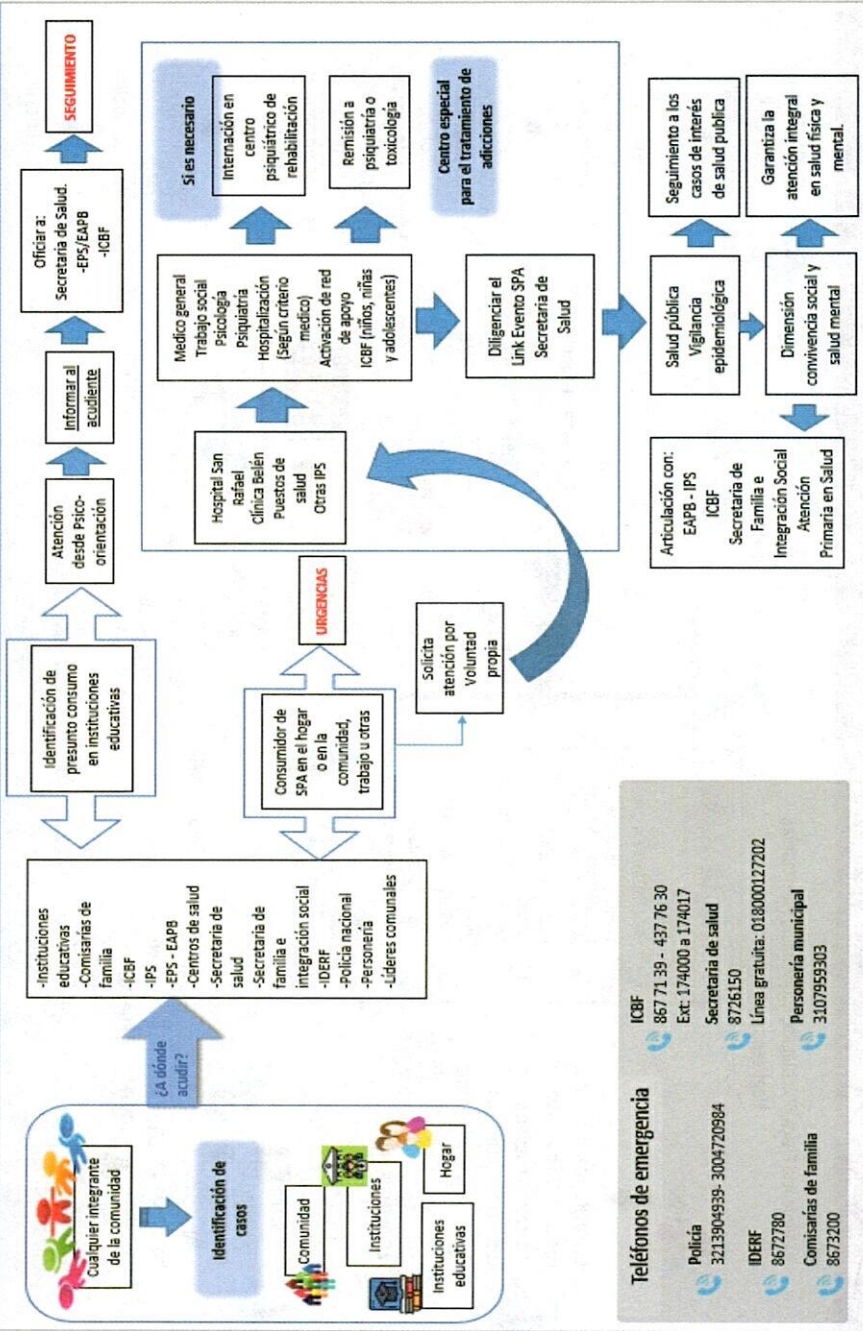 Cualquier integrante
de la comunidad
Identificación de
casos
Comunidad
Instituciones
Hogar
Instituciones
educativas
¿A dónde
acudir?
-Instituciones
educativas
-Comisarías de
familia
-ICBF
-IPS
-EPS - EAPB
-Centros de salud
-Secretaria de
salud
-Secretaria de
familia e
integración social
-IDERF
-Policía nacional
-Personería
-Líderes comunales
Identificación de
presunto consumo
en instituciones
educativas
Atención
desde Psico-
orientación
Informar al
acudiente
Oficiar a:
Secretaria de Salud.
-EPS/EAPB
-ICBF
SEGUIMIENTO
Consumidor de
SPA en el hogar
o en la
comunidad,
trabajo u otras
URGENCIAS
Solicita
atención por
Voluntad
propia
Hospital San
Rafael
Clínica Belén
Puestos de
salud
Otras IPS
Medico general
Trabajo social
Psicología
Psiquiatría
Hospitalización
(Según criterio
medico)
Activación de red
de apoyo
ICBF (niños, niñas
y adolescentes)
Si es necesario
Internación en
centro
psiquiátrico de
rehabilitación
Remisión a
psiquiatría o
toxicología
Centro especial
para el tratamiento de
adicciones
Diligenciar el
Link Evento SPA
Secretaria de
Salud
Salud pública
Vigilancia
epidemiológica
Seguimiento a los
casos de interés
de salud publica
Dimensión
convivencia social y
salud mental
Garantiza la
atención integral
en salud física y
mental.
Articulación con:
EAPB - IPS
ICBF
Secretaria de
Familia e
Integración Social
Atención
Primaria en Salud
Teléfonos de emergencia
Policía
3213904939- 3004720984
IDERF
8672780
Comisarías de familia
8673200
ICBF
867 71 39 - 437 76 30
Ext: 174000 a 174017
Secretaria de salud
8726150
Línea gratuita: 018000127202
Personería municipal
3107959303